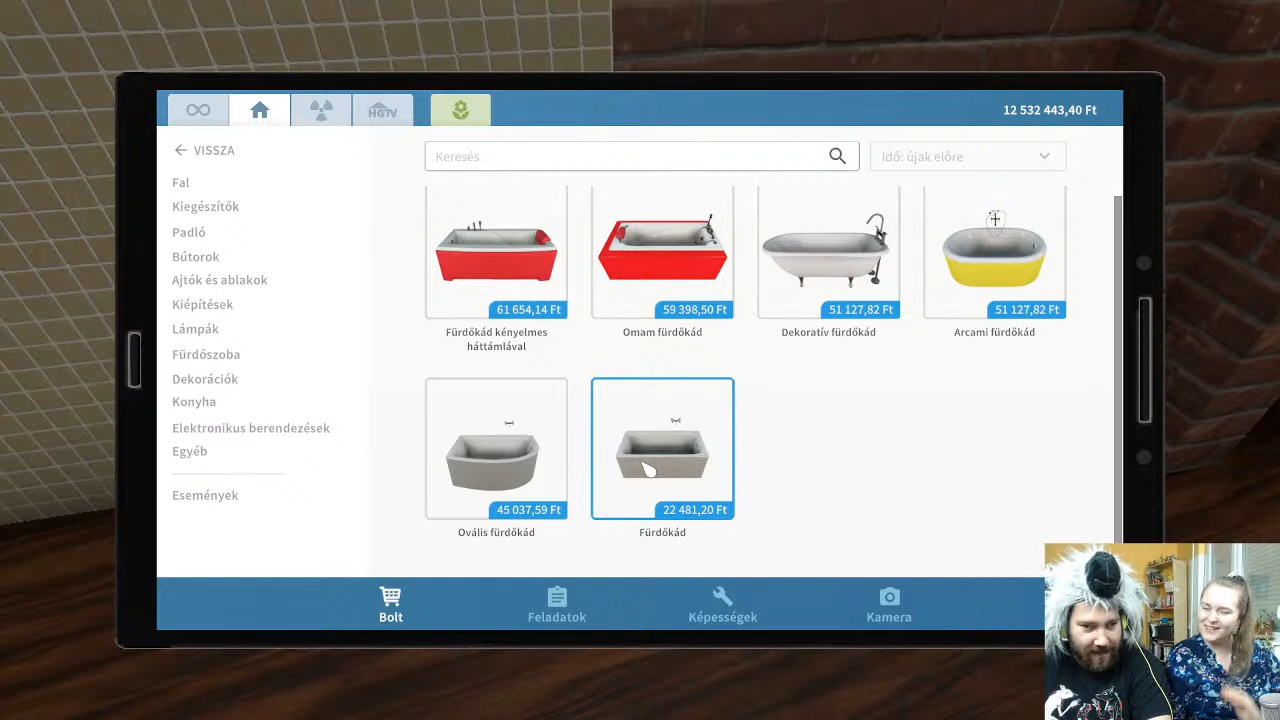 HGTV
12 532 443,40 Ft
VISSZA
Keresés
Idő: újak előre
Fal
Kiegészítők
Padló
Bútorok
Ajtók és ablakok
Kiépítések
Lámpák
Fürdőszoba
Dekorációk
Konyha
Elektronikus berendezések
Egyéb
Események
61 654,14 Ft
59 398,50 Ft
51 127,82 Ft
51 127,82 Ft
Fürdőkád kényelmes
háttámlával
Omam fürdőkád
Dekoratív fürdőkád
Arcami fürdőkád
45 037,59 Ft
22 481,20 Ft
Ovális fürdőkád
Fürdőkád
Bolt
Feladatok
Képességek
Kamera